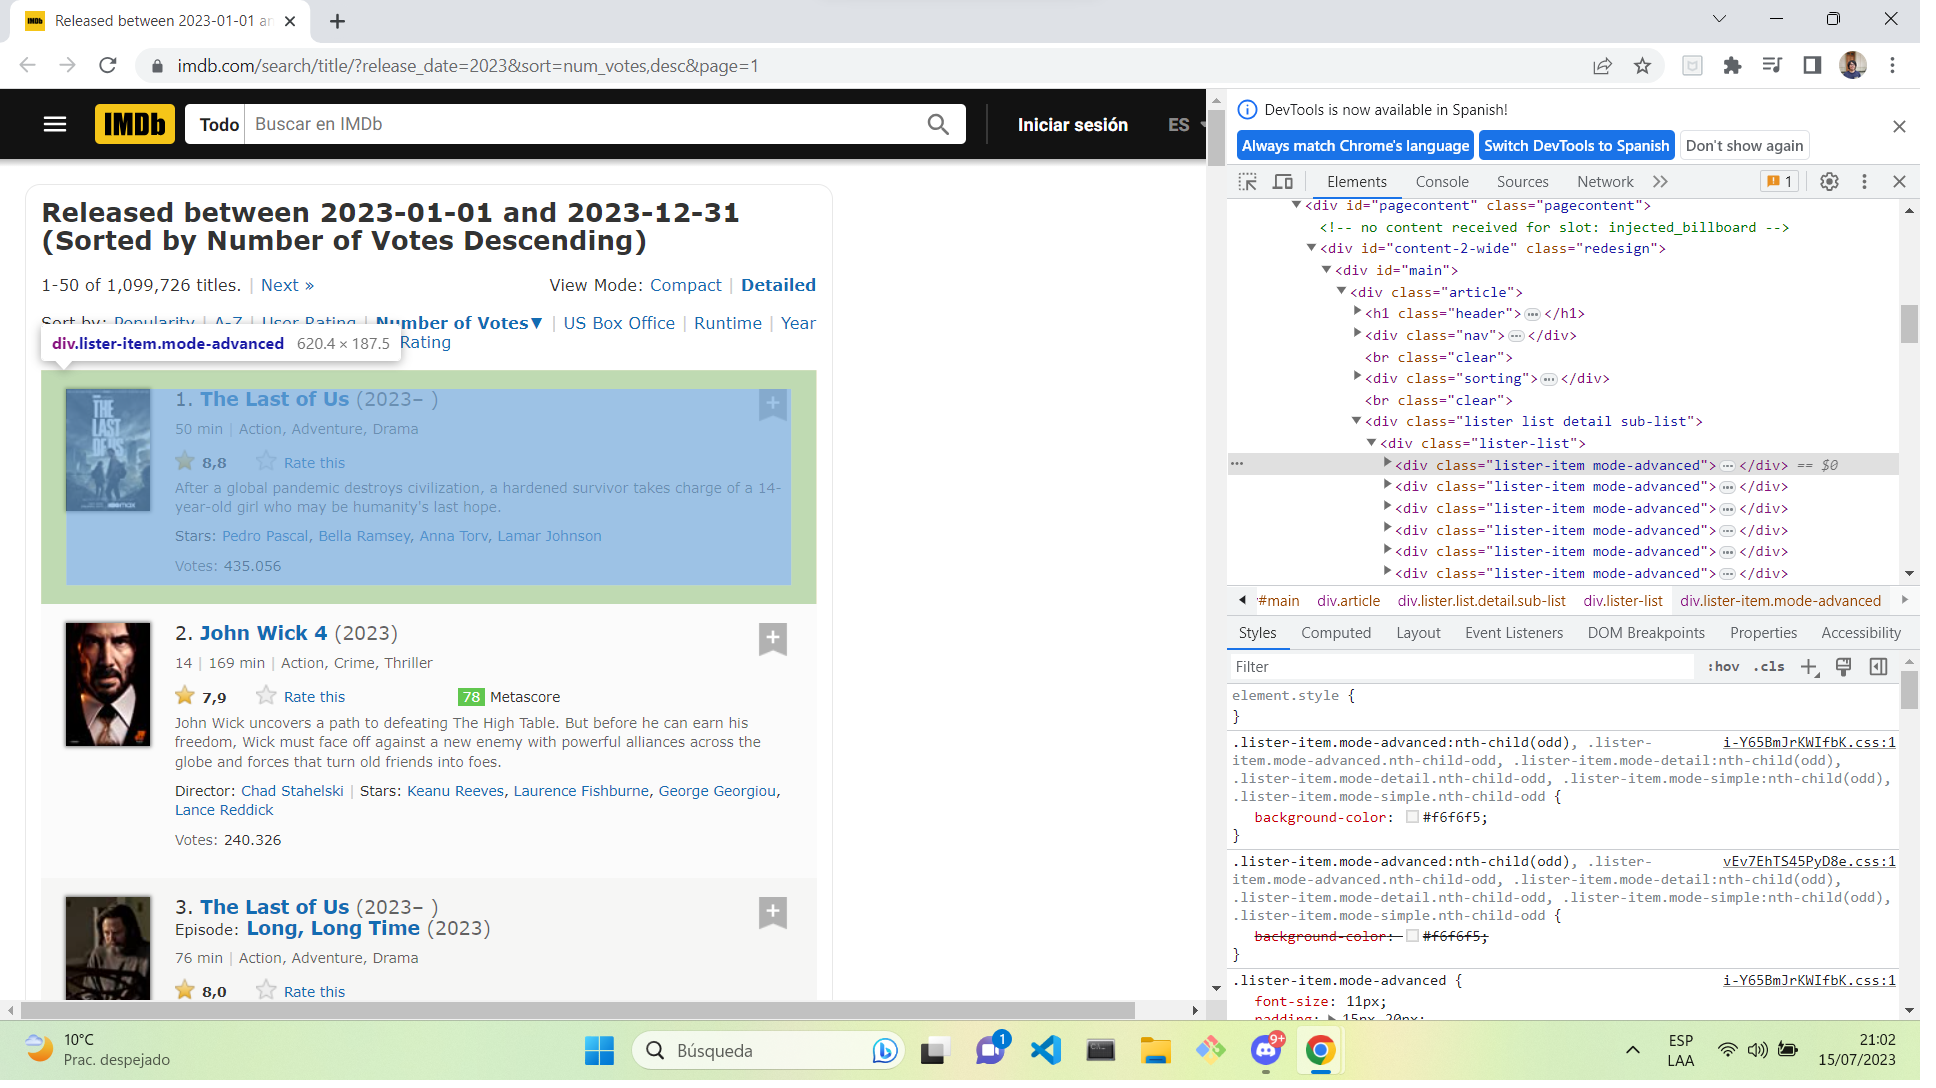 Released between 2023-01-01 an
imdb.com/search/title/?release_date=2023&sort=num_votes,desc&page=1
IMDb
Todo
Buscar en IMDb
Iniciar sesión
ES
Released between 2023-01-01 and 2023-12-31
(Sorted by Number of Votes Descending)
1-50 of 1,099,726 titles. | Next »
View Mode: Compact | Detailed
Sort by: Popularity | A-Z | User Rating | Number of Votes▼ | US Box Office | Runtime | Year
Rating
div.lister-item.mode-advanced 620.4 × 187.5
THE LAST OF US
1. The Last of Us (2023– )
50 min | Action, Adventure, Drama
8,8 Rate this
After a global pandemic destroys civilization, a hardened survivor takes charge of a 14-
year-old girl who may be humanity's last hope.
Stars: Pedro Pascal, Bella Ramsey, Anna Torv, Lamar Johnson
Votes: 435.056
2. John Wick 4 (2023)
14 | 169 min | Action, Crime, Thriller
7,9 Rate this 78 Metascore
John Wick uncovers a path to defeating The High Table. But before he can earn his
freedom, Wick must face off against a new enemy with powerful alliances across the
globe and forces that turn old friends into foes.
Director: Chad Stahelski | Stars: Keanu Reeves, Laurence Fishburne, George Georgiou,
Lance Reddick
Votes: 240.326
3. The Last of Us (2023– )
Episode: Long, Long Time (2023)
76 min | Action, Adventure, Drama
8,0 Rate this
DevTools is now available in Spanish!
Always match Chrome's language
Switch DevTools to Spanish
Don't show again
Elements Console Sources Network 1
<div id="pagecontent" class="pagecontent">
<!-- no content received for slot: injected_billboard -->
<div id="content-2-wide" class="redesign">
<div id="main">
<div class="article">
<h1 class="header"> … </h1>
<div class="nav"> … </div>
<br class="clear">
<div class="sorting"> … </div>
<br class="clear">
<div class="lister list detail sub-list">
<div class="lister-list">
<div class="lister-item mode-advanced"> … </div> == $0
<div class="lister-item mode-advanced"> … </div>
<div class="lister-item mode-advanced"> … </div>
<div class="lister-item mode-advanced"> … </div>
<div class="lister-item mode-advanced"> … </div>
<div class="lister-item mode-advanced"> … </div>
#main div.article div.lister.list.detail.sub-list div.lister-list div.lister-item.mode-advanced
Styles Computed Layout Event Listeners DOM Breakpoints Properties Accessibility
Filter :hov .cls
element.style {
}
.lister-item.mode-advanced:nth-child(odd), .lister- i-Y65BmJrKWIfbK.css:1
item.mode-advanced.nth-child-odd, .lister-item.mode-detail:nth-child(odd),
.lister-item.mode-detail.nth-child-odd, .lister-item.mode-simple:nth-child(odd),
.lister-item.mode-simple.nth-child-odd {
background-color: #f6f6f5;
}
.lister-item.mode-advanced:nth-child(odd), .lister- vEv7EhTS45PyD8e.css:1
item.mode-advanced.nth-child-odd, .lister-item.mode-detail:nth-child(odd),
.lister-item.mode-detail.nth-child-odd, .lister-item.mode-simple:nth-child(odd),
.lister-item.mode-simple.nth-child-odd {
background-color: #f6f6f5;
}
.lister-item.mode-advanced { i-Y65BmJrKWIfbK.css:1
font-size: 11px;
padding: 15px 20px;
10°C
Prac. despejado
Búsqueda
1
9+
ESP
LAA
21:02
15/07/2023